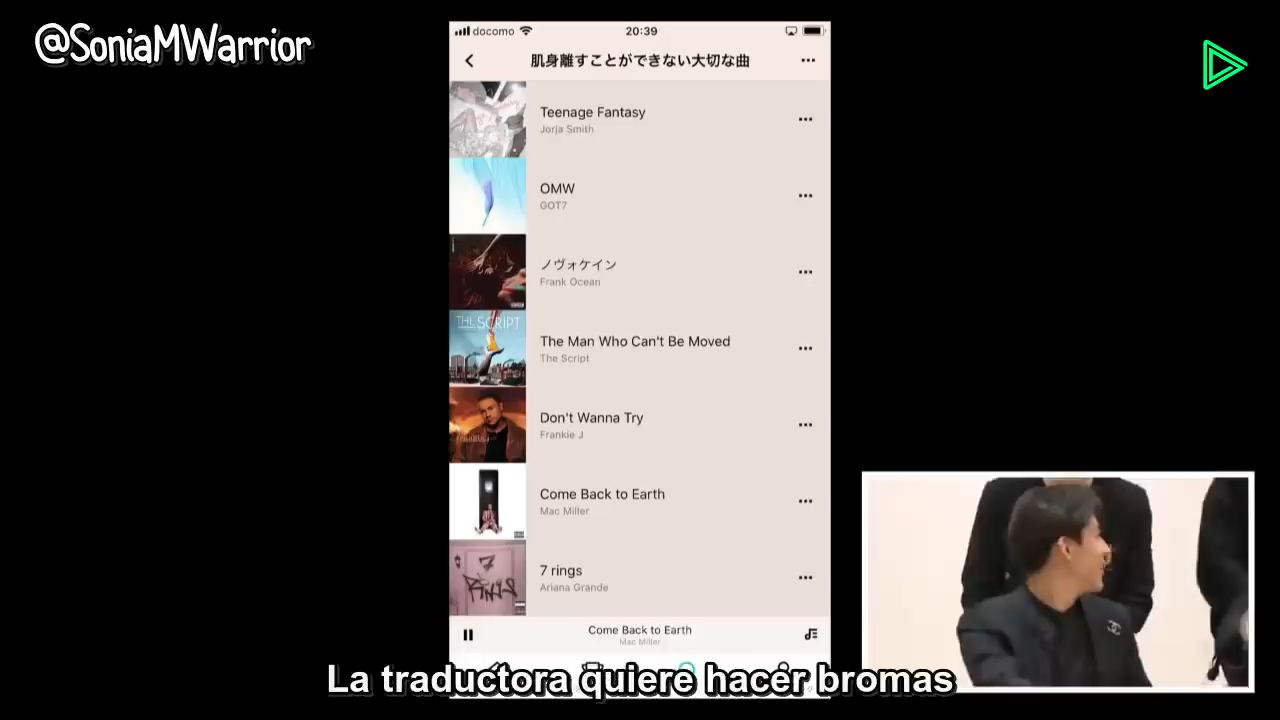 @SoniaMWarrior
docomo
20:39
肌身離すことができない大切な曲
Teenage Fantasy
Jorja Smith
OMW
GOT7
ノヴォケイン
Frank Ocean
THE SCRIPT
The Man Who Can't Be Moved
The Script
Don't Wanna Try
Frankie J
Come Back to Earth
Mac Miller
7 RINGS
7 rings
Ariana Grande
Come Back to Earth
Mac Miller
La traductora quiere hacer bromas